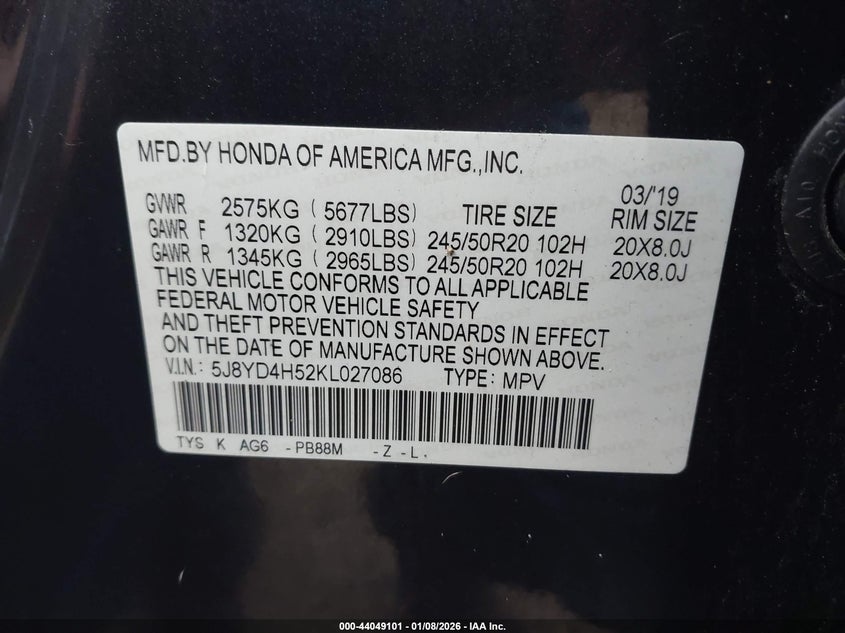 MFD.BY HONDA OF AMERICA MFG.,INC.
03/'19
GVWR 2575KG ( 5677LBS) TIRE SIZE RIM SIZE
GAWR F 1320KG ( 2910LBS) 245/50R20 102H 20X8.0J
GAWR R 1345KG ( 2965LBS) 245/50R20 102H 20X8.0J
THIS VEHICLE CONFORMS TO ALL APPLICABLE
FEDERAL MOTOR VEHICLE SAFETY
AND THEFT PREVENTION STANDARDS IN EFFECT
ON THE DATE OF MANUFACTURE SHOWN ABOVE.
V.I.N.: 5J8YD4H52KL027086 TYPE: MPV
TYS K AG6 -PB88M - Z - L .
000-44049101 | 01/08/2026 | IAA Inc.